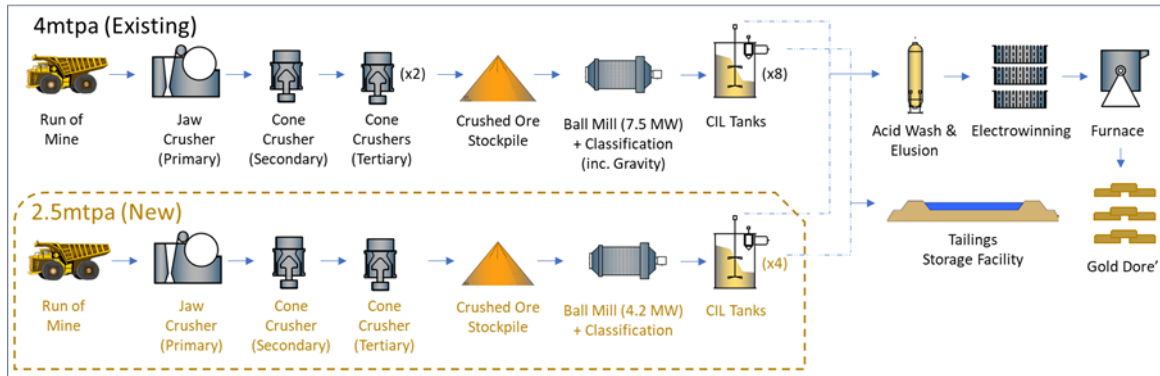 4mtpa (Existing)
Run of
Mine
Jaw
Crusher
(Primary)
Cone
Crusher
(Secondary)
(x2)
Cone
Crushers
(Tertiary)
Crushed Ore
Stockpile
Ball Mill (7.5 MW)
+ Classification
(inc. Gravity)
(x8)
CIL Tanks
Acid Wash &
Elusion
Electrowinning
Furnace
Tailings
Storage Facility
Gold Dore'
2.5mtpa (New)
Run of
Mine
Jaw
Crusher
(Primary)
Cone
Crusher
(Secondary)
Cone
Crusher
(Tertiary)
Crushed Ore
Stockpile
Ball Mill (4.2 MW)
+ Classification
(x4)
CIL Tanks